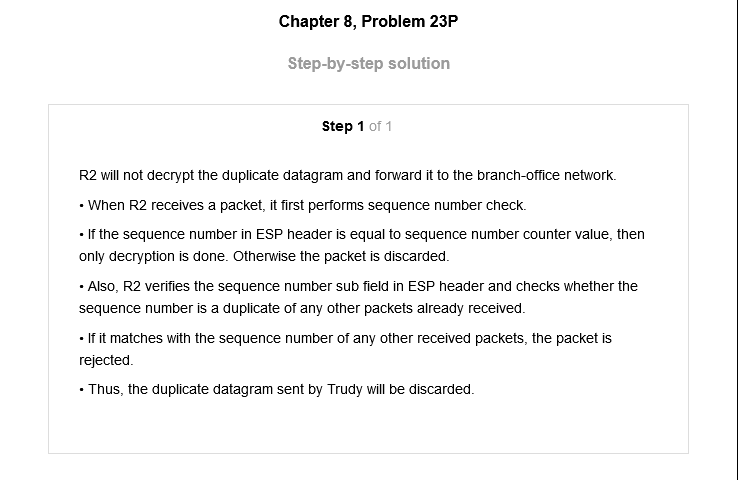 Chapter 8, Problem 23P
Step-by-step solution
Step 1 of 1
R2 will not decrypt the duplicate datagram and forward it to the branch-office network.
• When R2 receives a packet, it first performs sequence number check.
• If the sequence number in ESP header is equal to sequence number counter value, then
only decryption is done. Otherwise the packet is discarded.
• Also, R2 verifies the sequence number sub field in ESP header and checks whether the
sequence number is a duplicate of any other packets already received.
• If it matches with the sequence number of any other received packets, the packet is
rejected.
• Thus, the duplicate datagram sent by Trudy will be discarded.